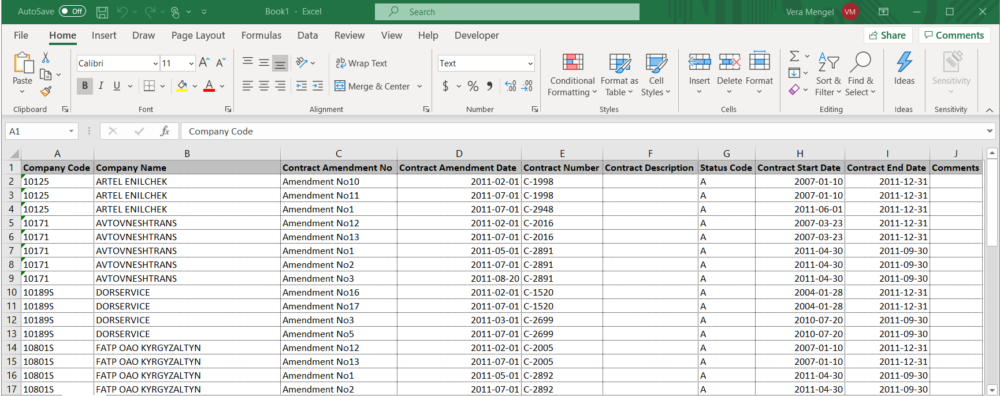 AutoSave Off Book1 - Excel Search Vera Mengel VM
File Home Insert Draw Page Layout Formulas Data Review View Help Developer Share Comments
Calibri 11 A A ab Wrap Text Text Σ A Z
Paste Conditional Formatting Format as Table Cell Styles Insert Delete Format Sort & Filter Find & Select Ideas Sensitivity
B I U A Merge & Center $ % , .00 .00
Clipboard Font Alignment Number Styles Cells Editing Ideas Sensitivity
A1 fx Company Code
A B C D E F G H I J
1 Company Code Company Name Contract Amendment No Contract Amendment Date Contract Number Contract Description Status Code Contract Start Date Contract End Date Comments
2 10125 ARTEL ENILCHEK Amendment No10 2011-02-01 C-1998 A 2007-01-10 2011-12-31
3 10125 ARTEL ENILCHEK Amendment No11 2011-07-01 C-1998 A 2007-01-10 2011-12-31
4 10125 ARTEL ENILCHEK Amendment No1 2011-07-01 C-2948 A 2011-06-01 2011-12-31
5 10171 AVTOVNESHTRANS Amendment No12 2011-02-01 C-2016 A 2007-03-23 2011-12-31
6 10171 AVTOVNESHTRANS Amendment No13 2011-07-01 C-2016 A 2007-03-23 2011-12-31
7 10171 AVTOVNESHTRANS Amendment No1 2011-05-01 C-2891 A 2011-04-30 2011-09-30
8 10171 AVTOVNESHTRANS Amendment No2 2011-07-01 C-2891 A 2011-04-30 2011-09-30
9 10171 AVTOVNESHTRANS Amendment No3 2011-08-20 C-2891 A 2011-04-30 2011-09-30
10 10189S DORSERVICE Amendment No16 2011-02-01 C-1520 A 2004-01-28 2011-12-31
11 10189S DORSERVICE Amendment No17 2011-07-01 C-1520 A 2004-01-28 2011-12-31
12 10189S DORSERVICE Amendment No3 2011-03-01 C-2699 A 2010-07-20 2011-09-30
13 10189S DORSERVICE Amendment No5 2011-07-01 C-2699 A 2010-07-20 2011-09-30
14 10801S FATP OAO KYRGYZALTYN Amendment No12 2011-02-01 C-2005 A 2007-01-10 2011-12-31
15 10801S FATP OAO KYRGYZALTYN Amendment No13 2011-07-01 C-2005 A 2007-01-10 2011-12-31
16 10801S FATP OAO KYRGYZALTYN Amendment No1 2011-05-01 C-2892 A 2011-04-30 2011-09-30
17 10801S FATP OAO KYRGYZALTYN Amendment No2 2011-07-01 C-2892 A 2011-04-30 2011-09-30